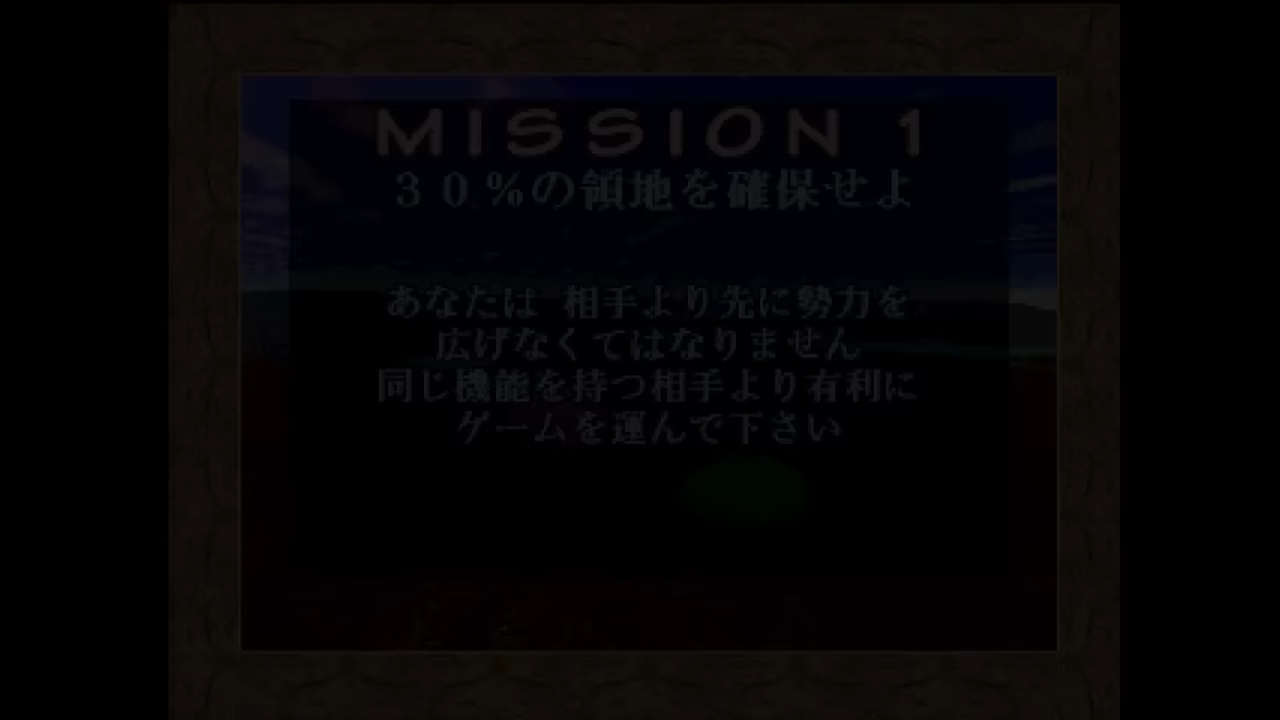 MISSION 1
30%の領地を確保せよ
あなたは 相手より先に勢力を
広げなくてはなりません
同じ機能を持つ相手より有利に
ゲームを運んで下さい